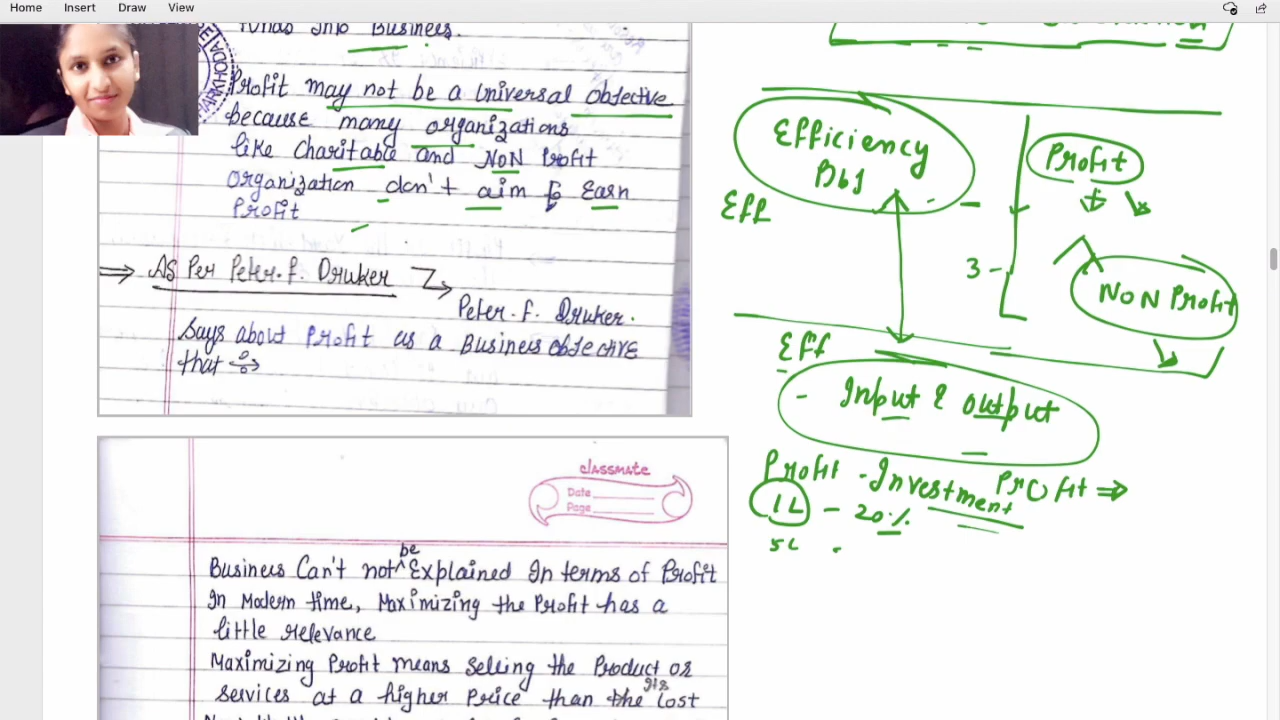 Home Insert Draw View
funds into Business.
Profit may not be a Universal objective
because many organizations
like Charitable and NON Profit
organization don't aim to Earn
Profit
As Per Peter. f. Druker
Peter. f. Druker.
Says about Profit as a Business objective
that
classmate
Date
Page
be
Business Can't not^ Explained In terms of Profit
In Modern time, Maximizing the Profit has a
little relevance
Maximizing Profit means selling the Product or
its
services at a higher Price than the Cost
Efficiency
Obj
Eff
Profit
3 -
NON Profit
Eff
- Input & output
Profit - Investment Profit ⇒
1L - 20%
5L -